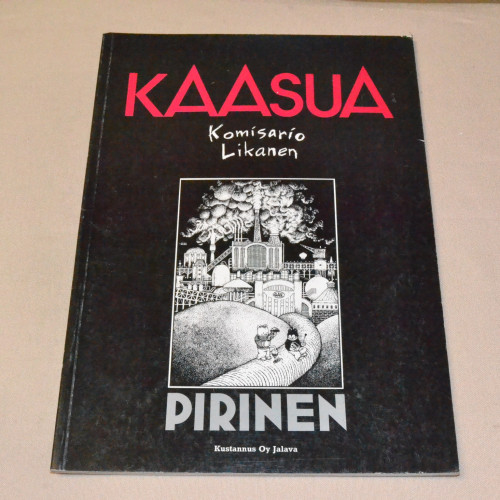 KAASUA
Komisario
Likanen
PIRINEN
Kustannus Oy Jalava